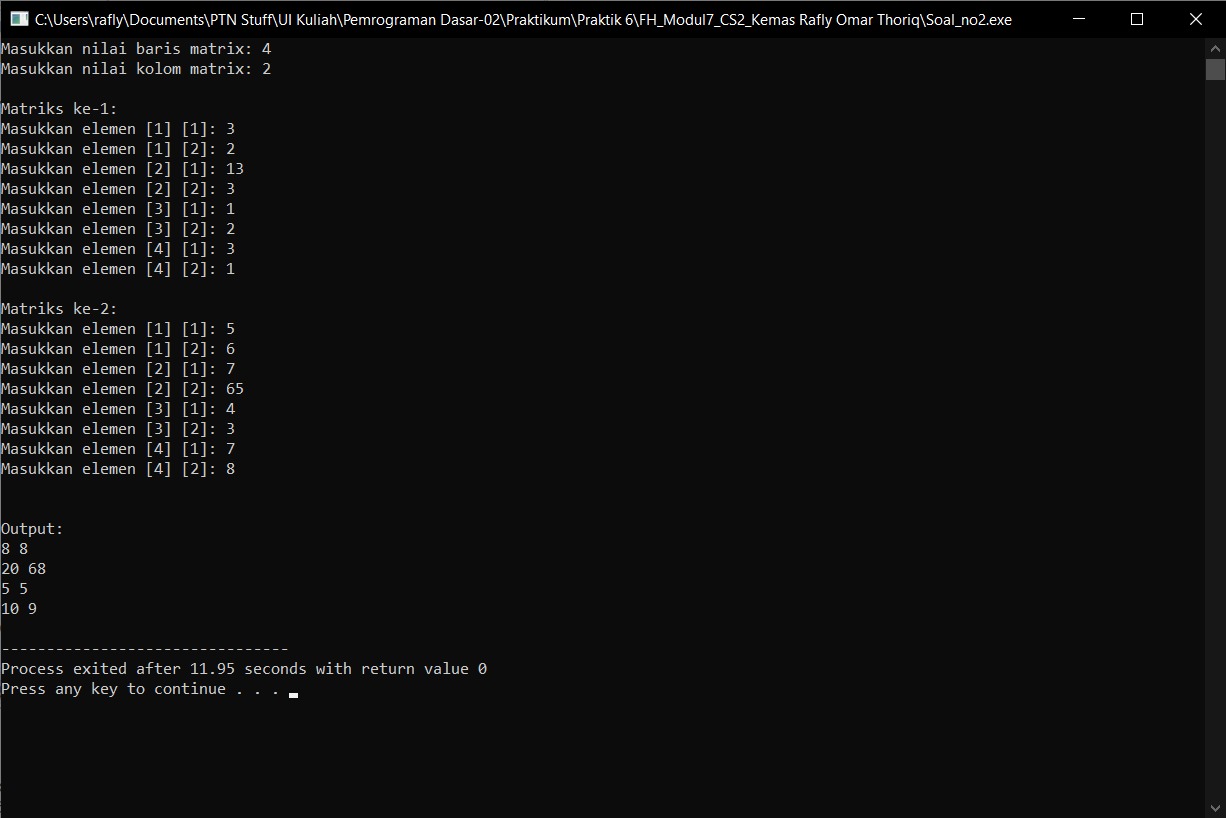 C:\Users\rafly\Documents\PTN Stuff\UI Kuliah\Pemrograman Dasar-02\Praktikum\Praktik 6\FH_Modul7_CS2_Kemas Rafly Omar Thoriq\Soal_no2.exe
Masukkan nilai baris matrix: 4
Masukkan nilai kolom matrix: 2
Matriks ke-1:
Masukkan elemen [1] [1]: 3
Masukkan elemen [1] [2]: 2
Masukkan elemen [2] [1]: 13
Masukkan elemen [2] [2]: 3
Masukkan elemen [3] [1]: 1
Masukkan elemen [3] [2]: 2
Masukkan elemen [4] [1]: 3
Masukkan elemen [4] [2]: 1
Matriks ke-2:
Masukkan elemen [1] [1]: 5
Masukkan elemen [1] [2]: 6
Masukkan elemen [2] [1]: 7
Masukkan elemen [2] [2]: 65
Masukkan elemen [3] [1]: 4
Masukkan elemen [3] [2]: 3
Masukkan elemen [4] [1]: 7
Masukkan elemen [4] [2]: 8
Output:
8 8
20 68
5 5
10 9
--------------------------------
Process exited after 11.95 seconds with return value 0
Press any key to continue . . .